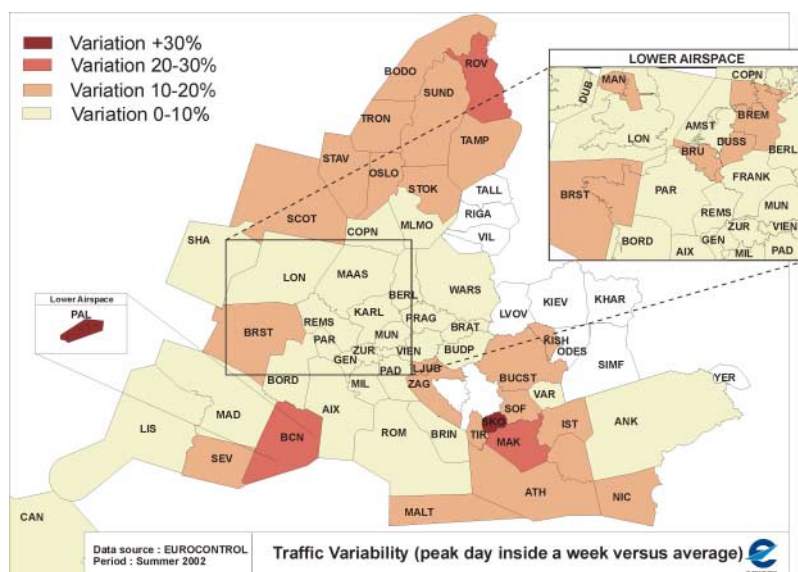 Variation +30%
Variation 20-30%
Variation 10-20%
Variation 0-10%
BODO
ROV
SUND
TRON
TAMP
STAV
OSLO
STOK
SCOT
TALL
RIGA
VIL
COPN
MLMO
SHA
LON
MAAS
BERL
WARS
LVOV
KIEV
KHAR
REMS
KARL
PRAG
BRAT
BRST
PAR
MUN
GEN
ZUR
VIEN
BUDP
KISH
ODES
SIMF
BORD
MIL
PAD
LJUB
ZAG
BUCST
VAR
YER
LIS
MAD
AIX
ROM
BRIN
SKO
SOF
IST
ANK
TIR
MAK
SEV
BCN
MALT
ATH
NIC
CAN
Lower Airspace
PAL
LOWER AIRSPACE
DUB
MAN
COPN
BREM
AMST
LON
DUSS
BERL
BRU
FRANK
BRST
PAR
REMS
MUN
ZUR
VIEN
BORD
AIX
GEN
MIL
PAD
Data source : EUROCONTROL
Period : Summer 2002
Traffic Variability (peak day inside a week versus average)